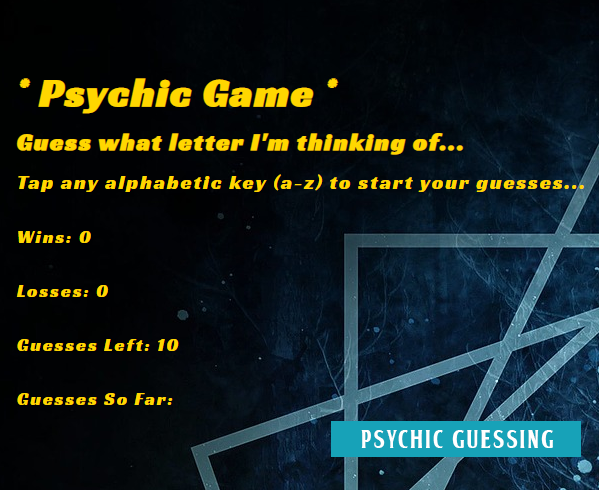 * Psychic Game *
Guess what letter I'm thinking of...
Tap any alphabetic key (a-z) to start your guesses...
Wins: 0
Losses: 0
Guesses Left: 10
Guesses So Far:
PSYCHIC GUESSING